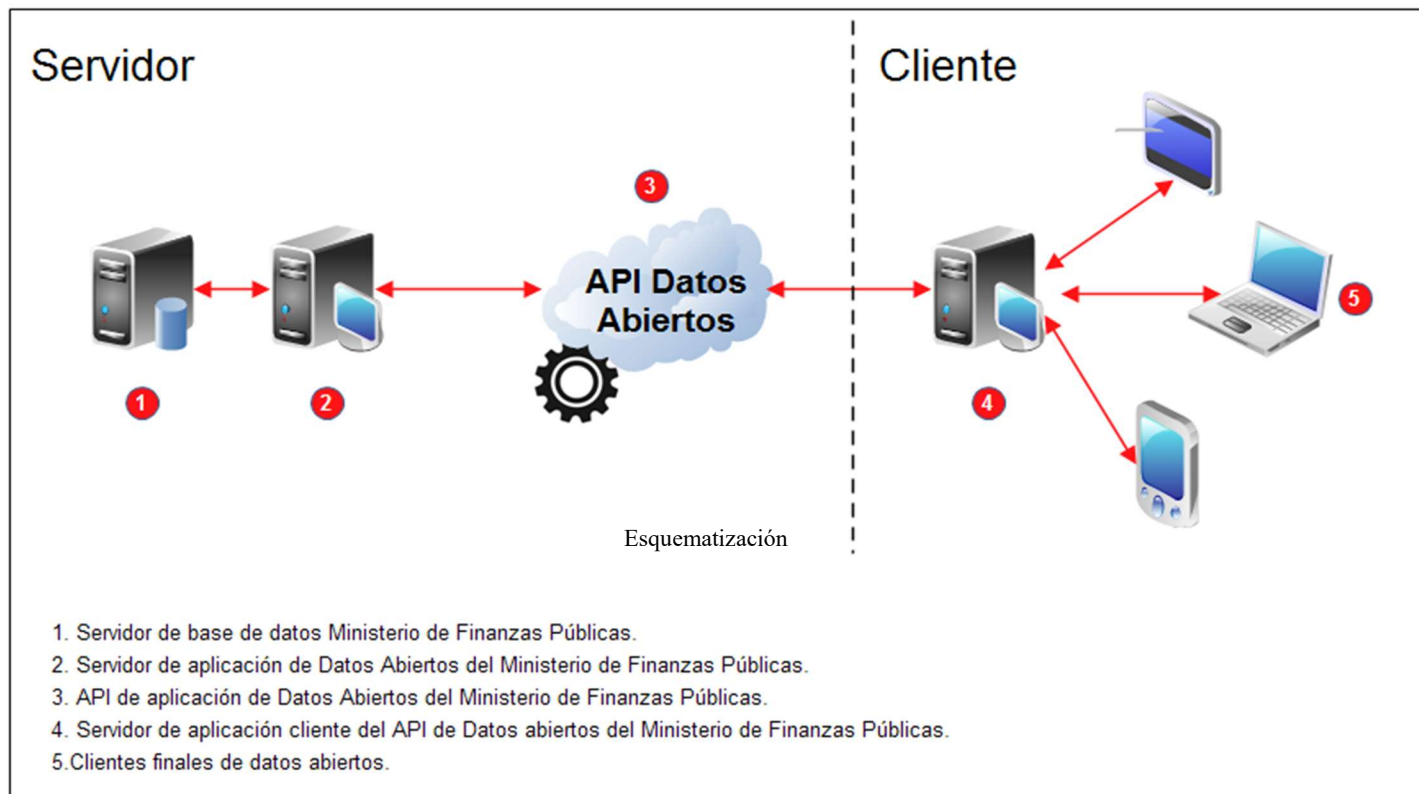 Servidor
Cliente
3
API Datos
Abiertos
5
1
2
4
Esquematización
1. Servidor de base de datos Ministerio de Finanzas Públicas.
2. Servidor de aplicación de Datos Abiertos del Ministerio de Finanzas Públicas.
3. API de aplicación de Datos Abiertos del Ministerio de Finanzas Públicas.
4. Servidor de aplicación cliente del API de Datos abiertos del Ministerio de Finanzas Públicas.
5.Clientes finales de datos abiertos.